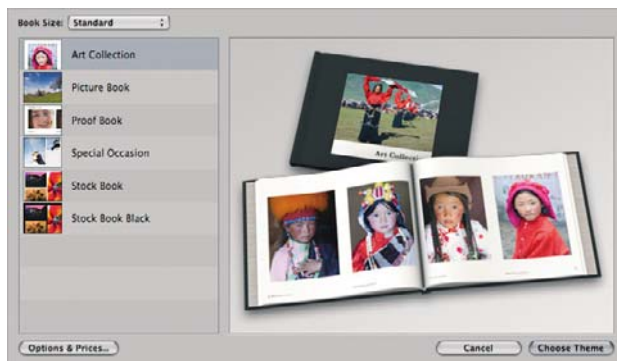 Book Size: Standard
Art Collection
Picture Book
Proof Book
Special Occasion
Stock Book
Stock Book Black
Art Collecti
Options & Prices...
Cancel
Choose Theme